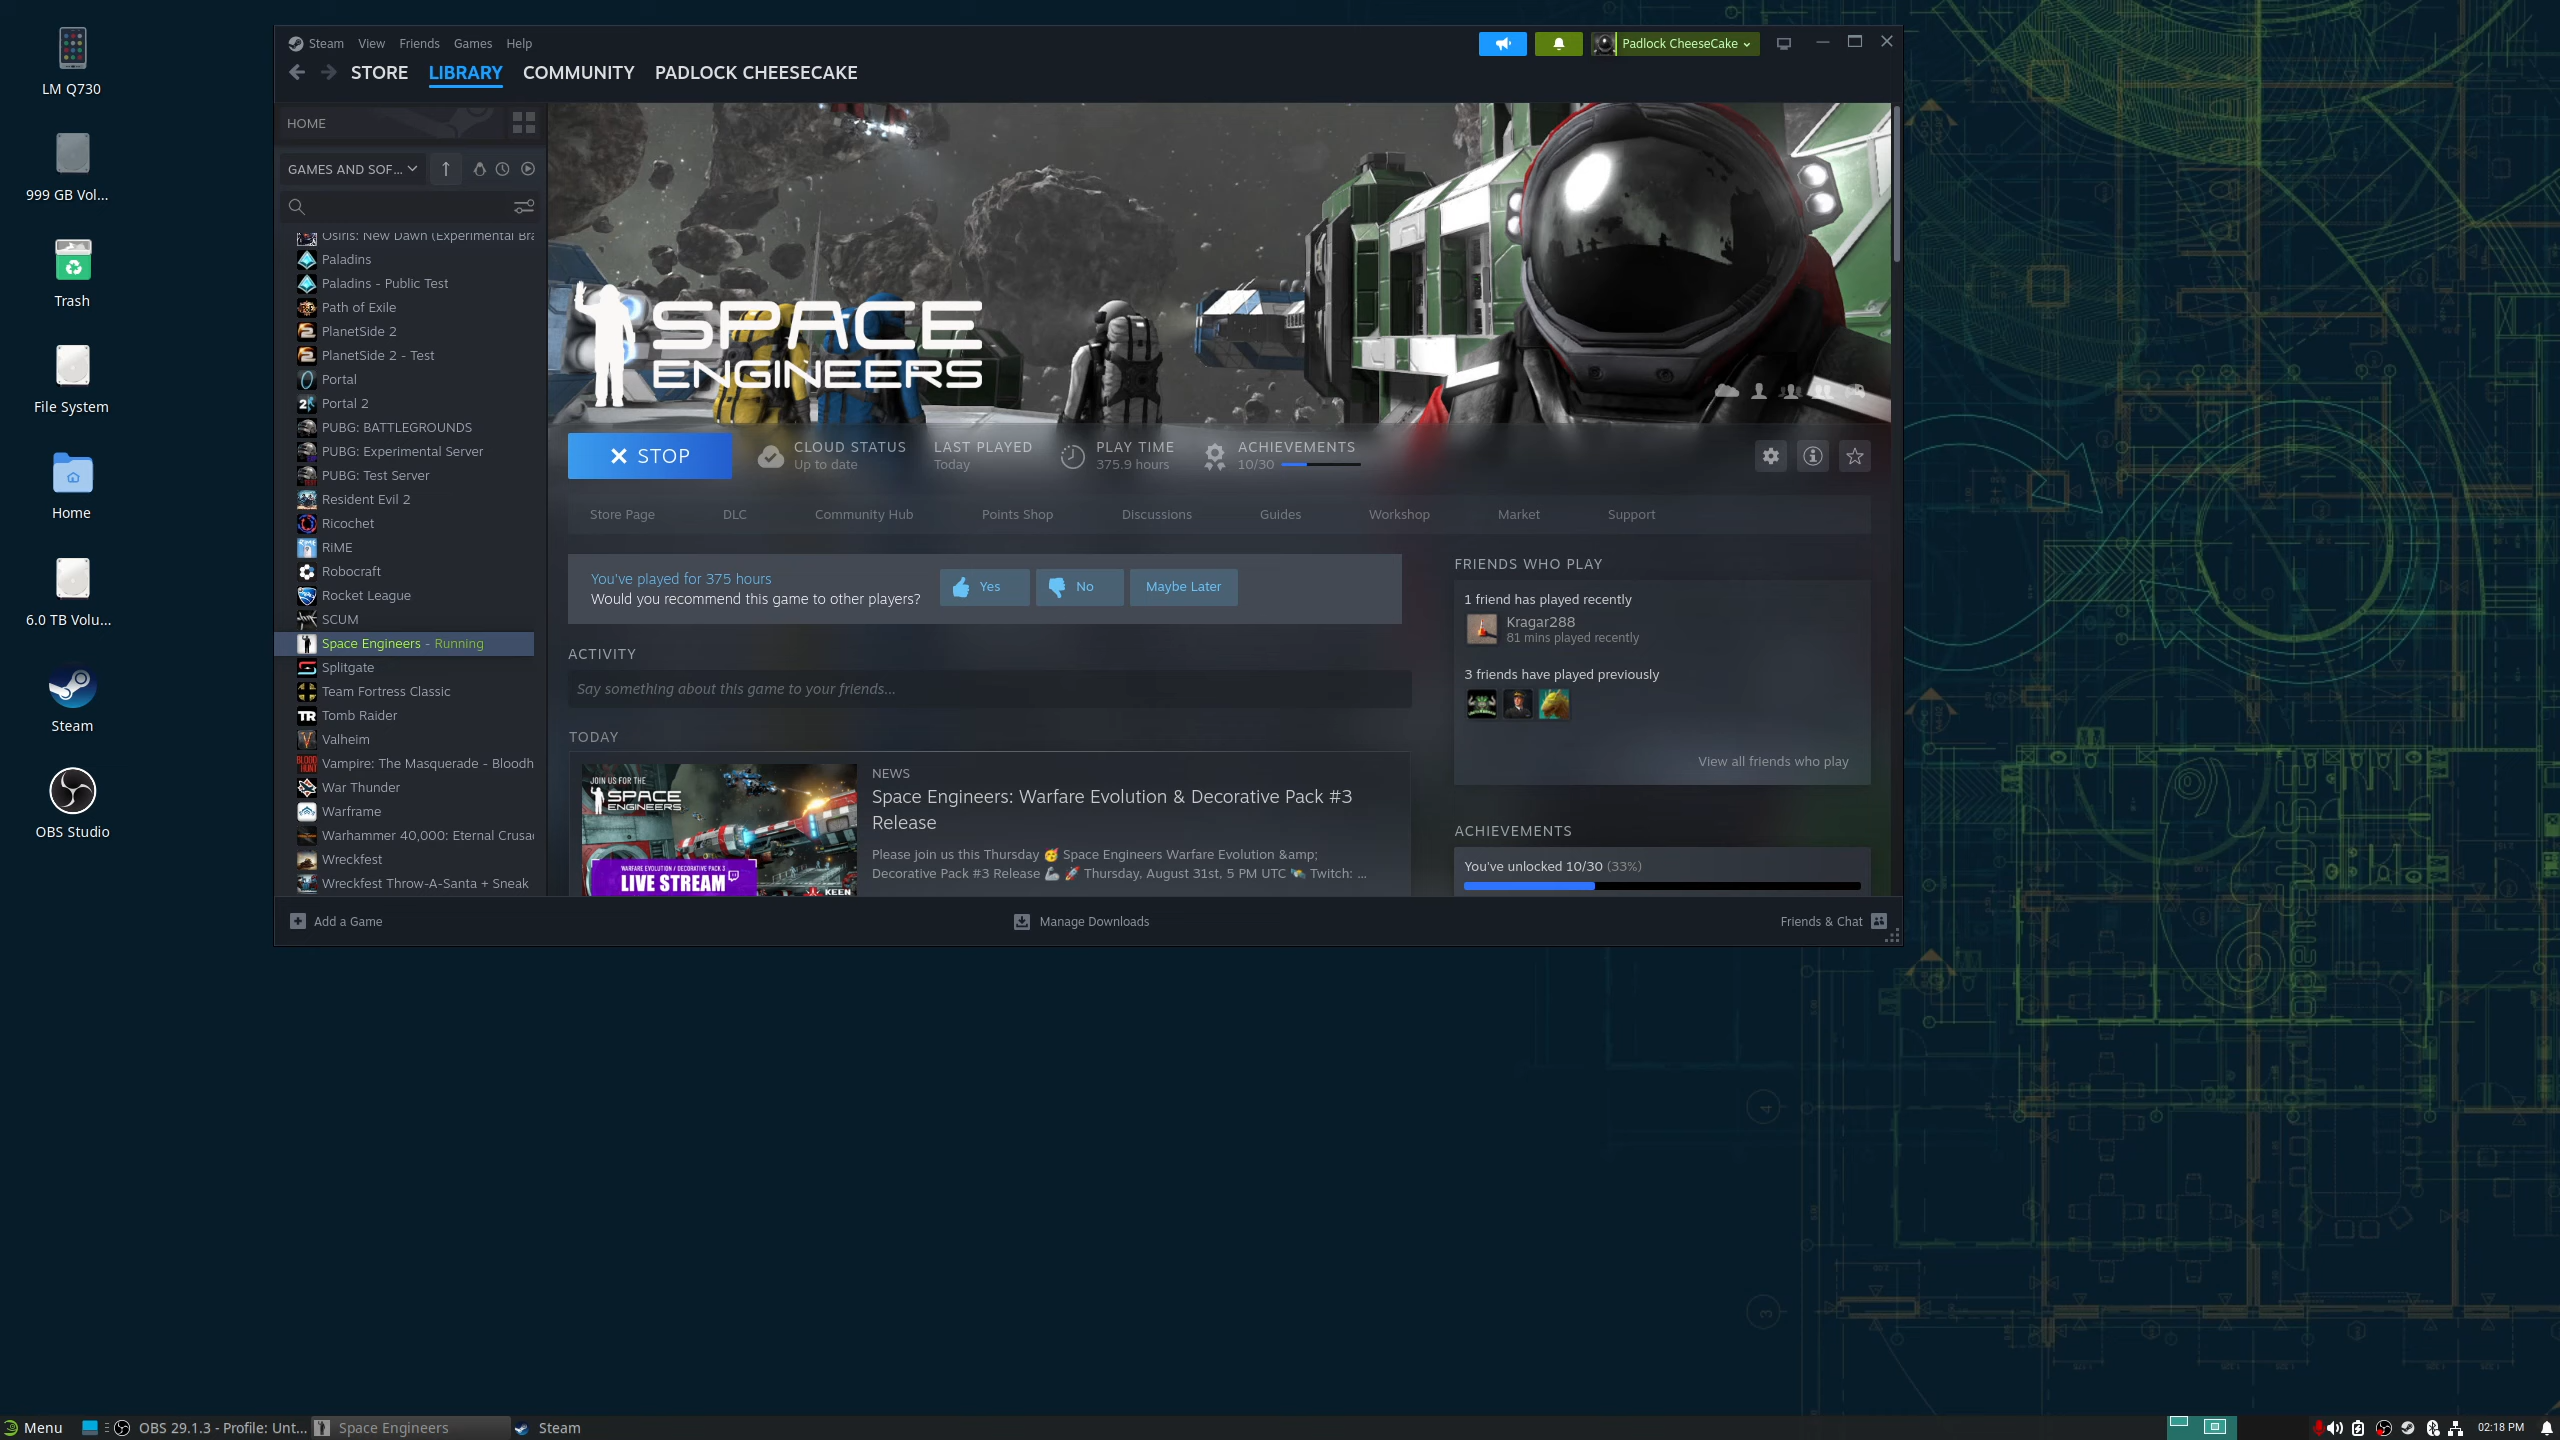 LM Q730
999 GB Vol...
Trash
File System
Home
6.0 TB Volu...
Steam
OBS Studio
Steam View Friends Games Help
Padlock CheeseCake
STORE LIBRARY COMMUNITY PADLOCK CHEESECAKE
HOME
GAMES AND SOF...
Osiris: New Dawn (Experimental Bra
Paladins
Paladins - Public Test
Path of Exile
PlanetSide 2
PlanetSide 2 - Test
Portal
Portal 2
PUBG: BATTLEGROUNDS
PUBG: Experimental Server
PUBG: Test Server
Resident Evil 2
Ricochet
RiME
Robocraft
Rocket League
SCUM
Space Engineers - Running
Splitgate
Team Fortress Classic
Tomb Raider
Valheim
Vampire: The Masquerade - Bloodh
War Thunder
Warframe
Warhammer 40,000: Eternal Crusad
Wreckfest
Wreckfest Throw-A-Santa + Sneak
SPACE
ENGINEERS
STOP
CLOUD STATUS
Up to date
LAST PLAYED
Today
PLAY TIME
375.9 hours
ACHIEVEMENTS
10/30
Store Page DLC Community Hub Points Shop Discussions Guides Workshop Market Support
You've played for 375 hours
Would you recommend this game to other players?
Yes
No
Maybe Later
ACTIVITY
Say something about this game to your friends...
TODAY
JOIN US FOR THE
SPACE
ENGINEERS
WARFARE EVOLUTION / DECORATIVE PACK 3
LIVE STREAM
KEEN
NEWS
Space Engineers: Warfare Evolution & Decorative Pack #3
Release
Please join us this Thursday 🥳 Space Engineers Warfare Evolution &amp;
Decorative Pack #3 Release 🦾 🚀 Thursday, August 31st, 5 PM UTC 🛰️ Twitch: ...
FRIENDS WHO PLAY
1 friend has played recently
Kragar288
81 mins played recently
3 friends have played previously
View all friends who play
ACHIEVEMENTS
You've unlocked 10/30 (33%)
Add a Game
Manage Downloads
Friends & Chat
openSUSE
Menu
OBS 29.1.3 - Profile: Unt...
Space Engineers
Steam
02:18 PM